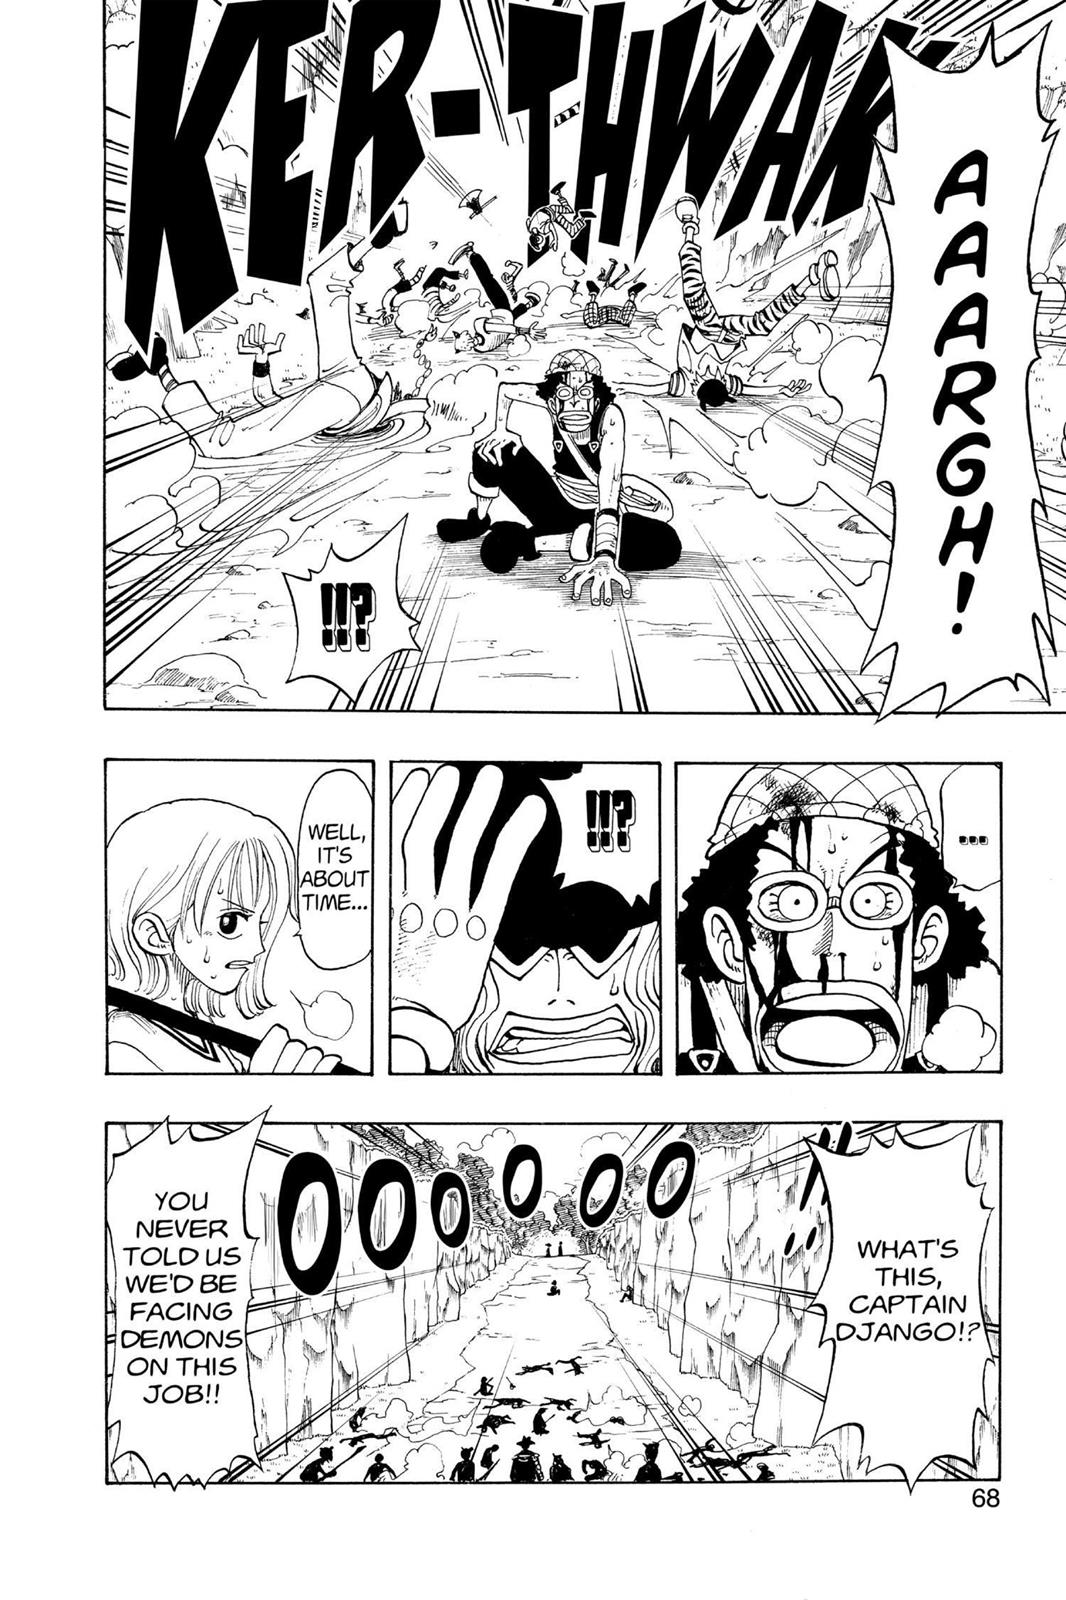 AAAARGH!
KER-THWAK
!!!?
...
!!!?
WELL,
IT'S
ABOUT
TIME...
WHAT'S
THIS,
CAPTAIN
DJANGO!?
OOOOOO
YOU
NEVER
TOLD US
WE'D BE
FACING
DEMONS
ON THIS
JOB!!
68